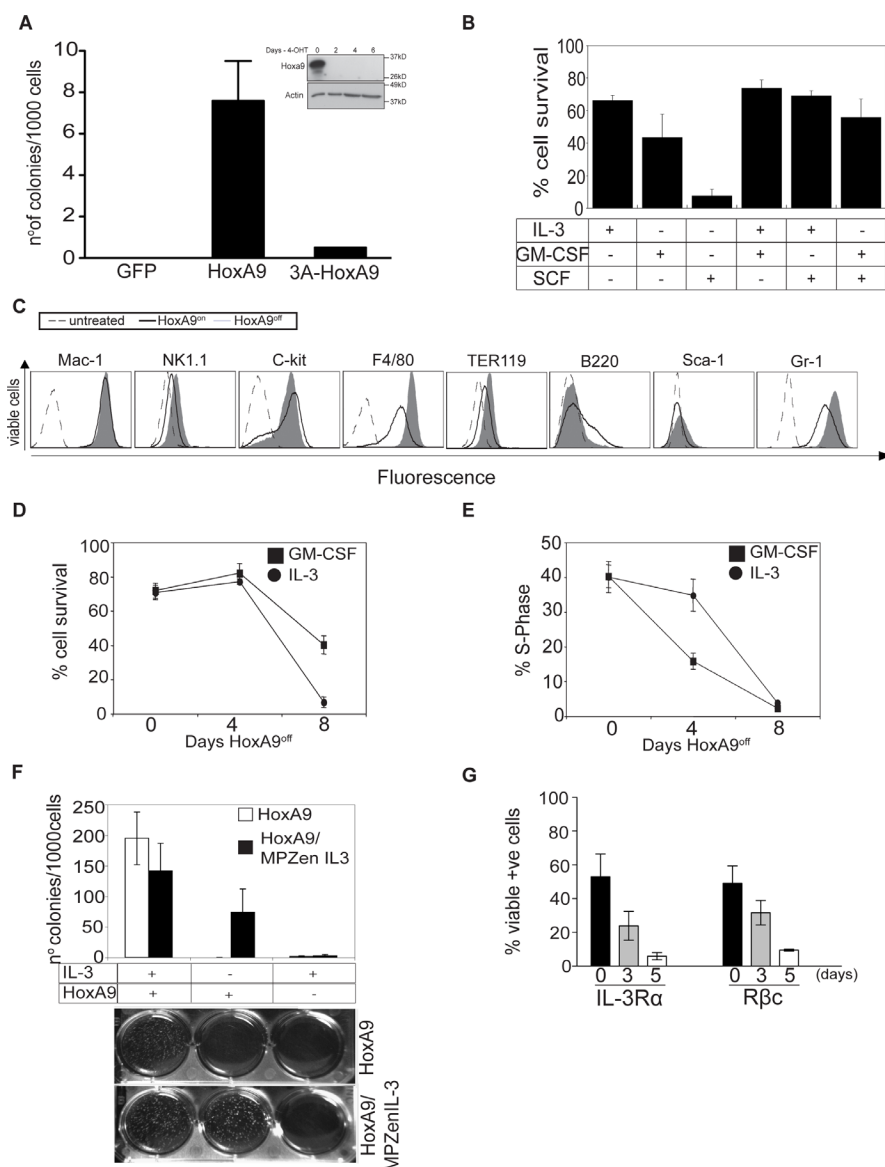 A
nºof colonies/1000 cells
10
8
6
4
2
0
GFP HoxA9 3A-HoxA9
Days - 4-OHT 0 2 4 6
Hoxa9
Actin
37kD
26kD
49kD
37kD
B
% cell survival
100
80
60
40
20
0
IL-3 + - - + + -
GM-CSF - + - + - +
SCF - - + - + +
C
untreated HoxA9on HoxA9off
Mac-1 NK1.1 C-kit F4/80 TER119 B220 Sca-1 Gr-1
viable cells
Fluorescence
D
% cell survival
100
80
60
40
20
0
GM-CSF
IL-3
0 4 8
Days HoxA9off
E
% S-Phase
50
40
30
20
10
0
GM-CSF
IL-3
0 4 8
Days HoxA9off
F
nº colonies/1000cells
250
200
150
100
50
0
HoxA9
HoxA9/
MPZen IL3
IL-3 + - +
HoxA9 + + -
HoxA9
HoxA9/
MPZenIL-3
G
% viable +ve cells
100
80
60
40
20
0
0 3 5 0 3 5 (days)
IL-3Rα Rβc